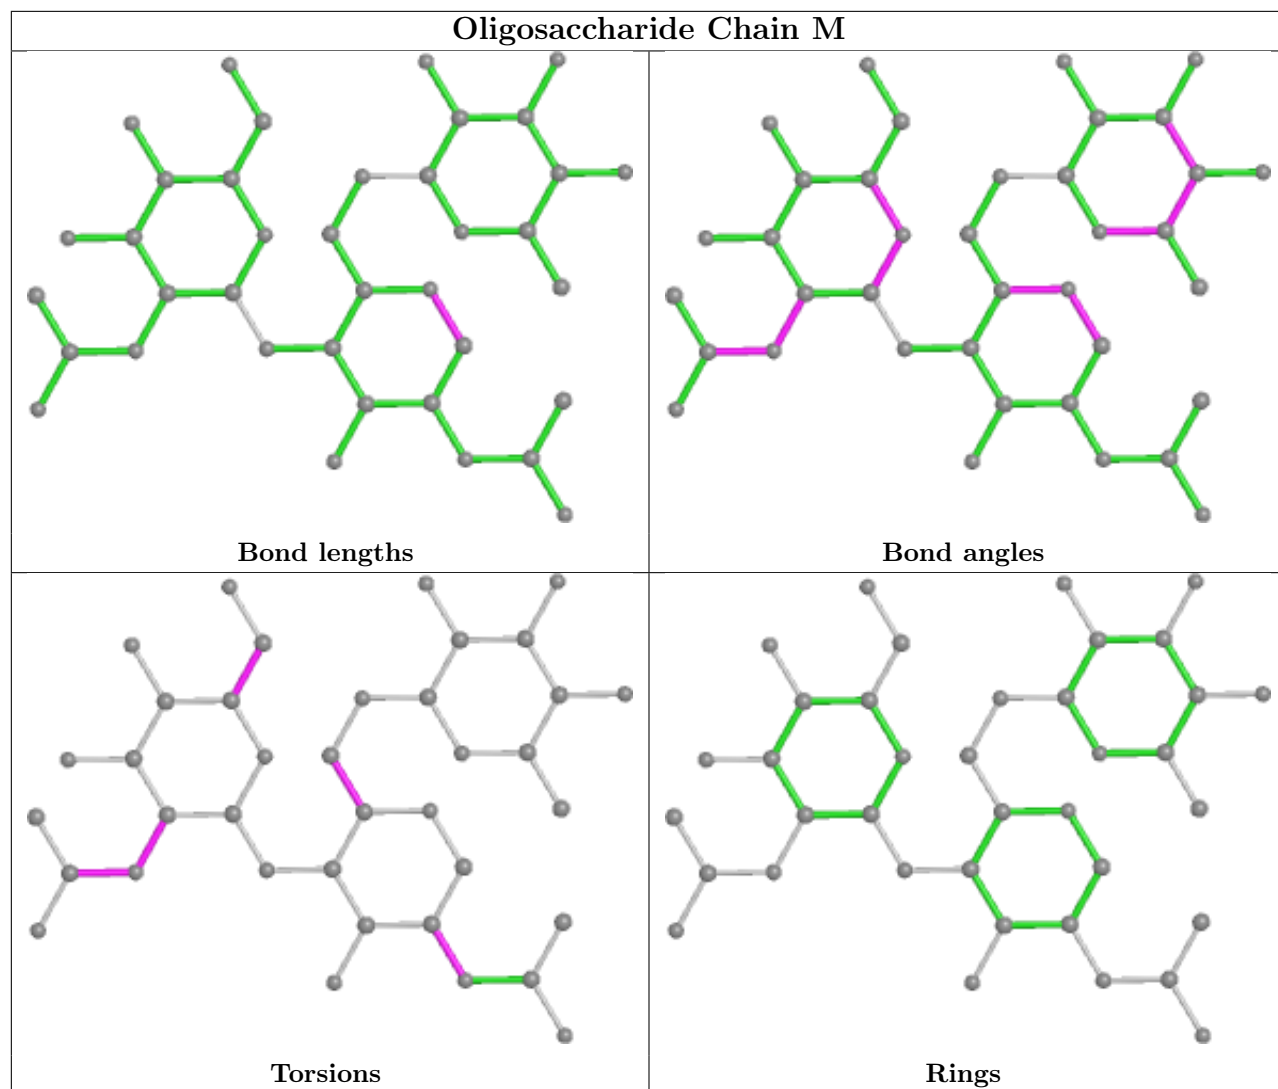 Oligosaccharide Chain M
Bond lengths
Bond angles
Torsions
Rings